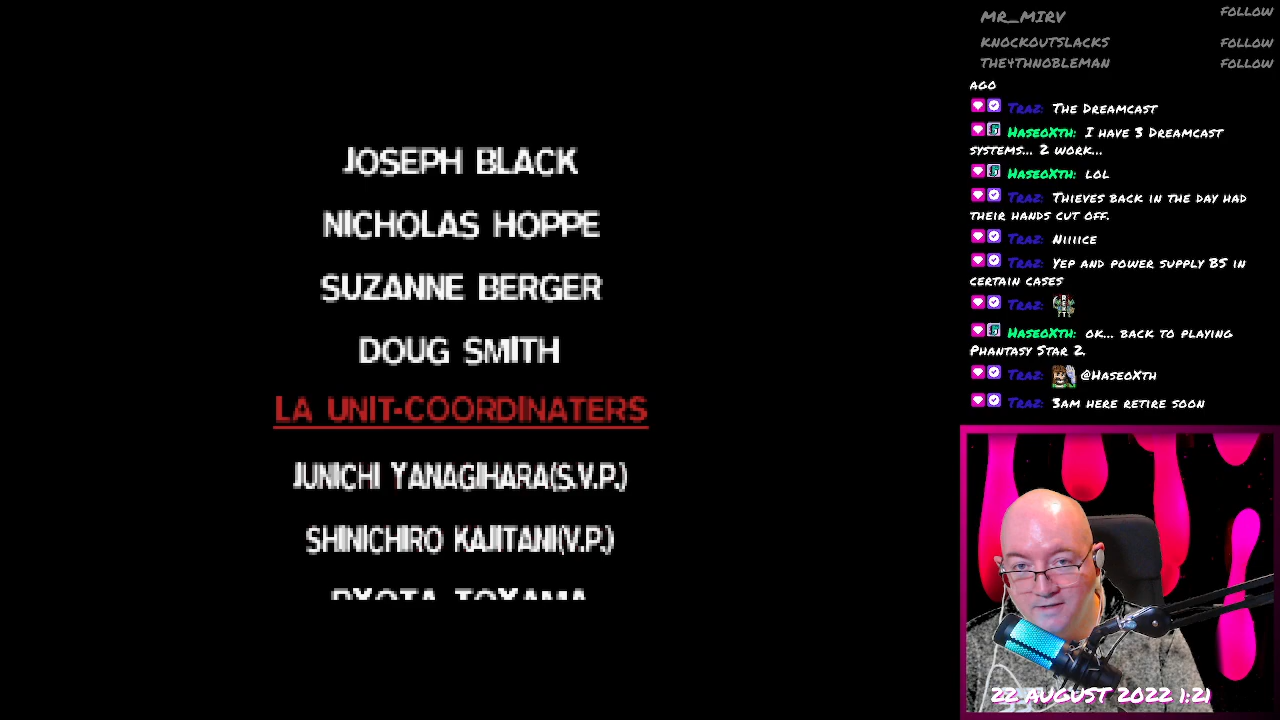 JOSEPH BLACK
NICHOLAS HOPPE
SUZANNE BERGER
DOUG SMITH
LA UNIT-COORDINATERS
JUNICHI YANAGIHARA(S.V.P.)
SHINICHIRO KAJITANI(V.P.)
RYOTA TOYAMA
MR_MIRV FOLLOW
KNOCKOUTSLACKS FOLLOW
THE4THNOBLEMAN FOLLOW
AGO
TRAZ: THE DREAMCAST
HASEOXTH: I HAVE 3 DREAMCAST
SYSTEMS... 2 WORK...
HASEOXTH: LOL
TRAZ: THIEVES BACK IN THE DAY HAD
THEIR HANDS CUT OFF.
TRAZ: NIIIICE
TRAZ: YEP AND POWER SUPPLY BS IN
CERTAIN CASES
TRAZ:
HASEOXTH: OK... BACK TO PLAYING
PHANTASY STAR 2.
TRAZ: @HASEOXTH
TRAZ: 3AM HERE RETIRE SOON
22 AUGUST 2022 1:21